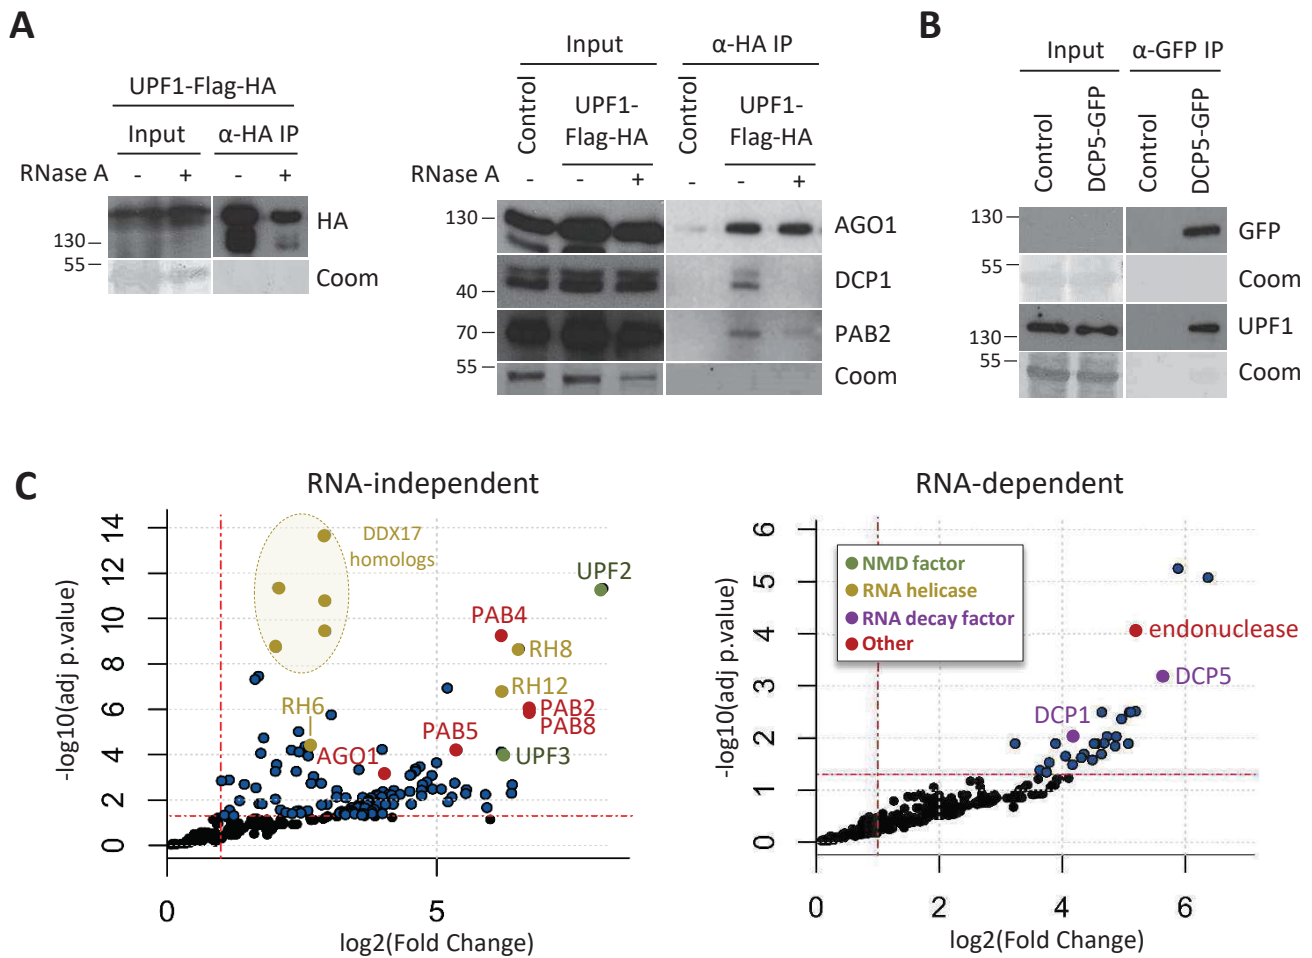 A
UPF1-Flag-HA
Input
α-HA IP
RNase A
-
+
-
+
HA
130
55
Coom
Input
α-HA IP
Control
UPF1-
Flag-HA
Control
UPF1-
Flag-HA
RNase A
-
-
+
-
-
+
130
AGO1
DCP1
40
70
PAB2
55
Coom
B
Input
α-GFP IP
Control
DCP5-GFP
Control
DCP5-GFP
130
GFP
55
Coom
130
UPF1
55
Coom
C
RNA-independent
-log10(adj p.value)
14
12
10
8
6
4
2
0
DDX17
homologs
UPF2
PAB4
RH8
RH12
PAB2
PAB8
RH6
AGO1
PAB5
UPF3
0
5
log2(Fold Change)
RNA-dependent
-log10(adj p.value)
6
5
4
3
2
1
0
NMD factor
RNA helicase
RNA decay factor
Other
endonuclease
DCP5
DCP1
0
2
4
6
log2(Fold Change)